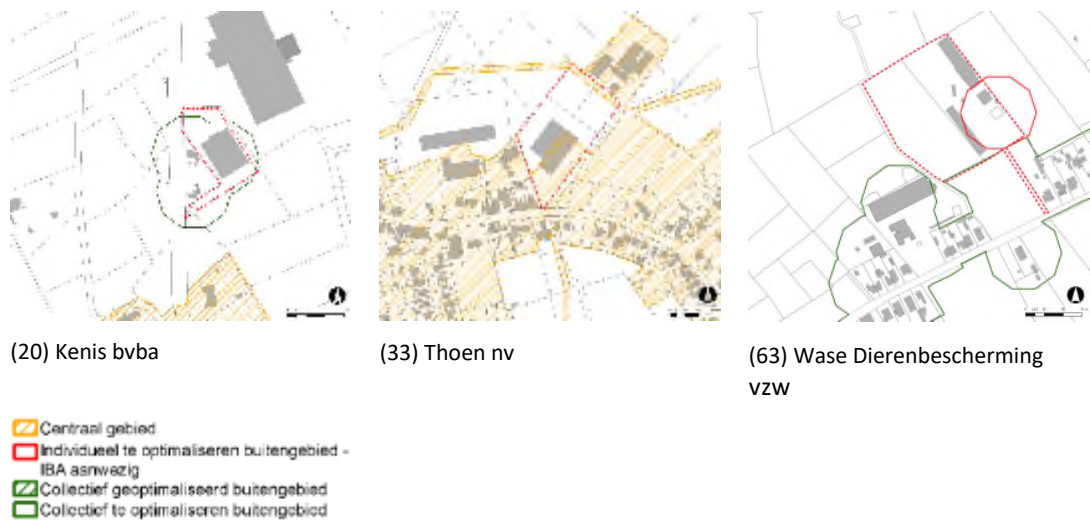 (20) Kenis bvba
(33) Thoen nv
(63) Wase Dierenbescherming
vzw
Centraal gebied
Individueel te optimaliseren buitengebied -
IBA aanwezig
Collectief geoptimaliseerd buitengebied
Collectief te optimaliseren buitengebied